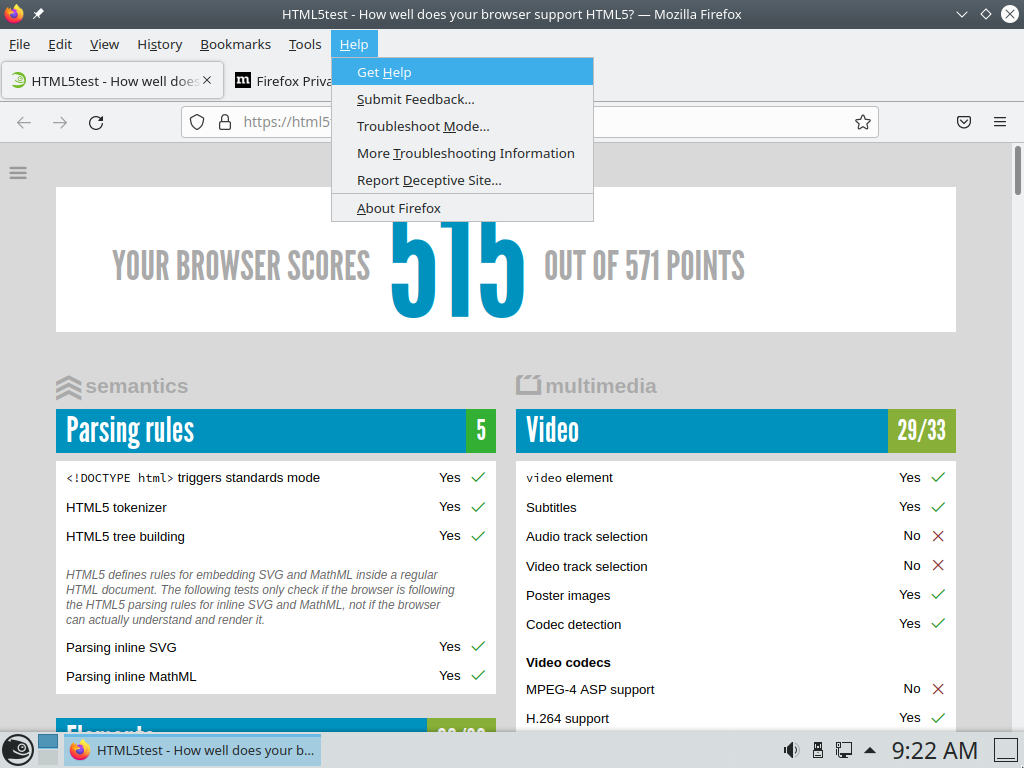 HTML5test - How well does your browser support HTML5? — Mozilla Firefox
File Edit View History Bookmarks Tools Help
HTML5test - How well does
Firefox Priva
https://html5
Get Help
Submit Feedback...
Troubleshoot Mode...
More Troubleshooting Information
Report Deceptive Site...
About Firefox
YOUR BROWSER SCORES 515 OUT OF 571 POINTS
semantics
Parsing rules 5
<!DOCTYPE html> triggers standards mode Yes
HTML5 tokenizer Yes
HTML5 tree building Yes
HTML5 defines rules for embedding SVG and MathML inside a regular
HTML document. The following tests only check if the browser is following
the HTML5 parsing rules for inline SVG and MathML, not if the browser
can actually understand and render it.
Parsing inline SVG Yes
Parsing inline MathML Yes
Elements
multimedia
Video 29/33
video element Yes
Subtitles Yes
Audio track selection No
Video track selection No
Poster images Yes
Codec detection Yes
Video codecs
MPEG-4 ASP support No
H.264 support Yes
HTML5test - How well does your b...
9:22 AM